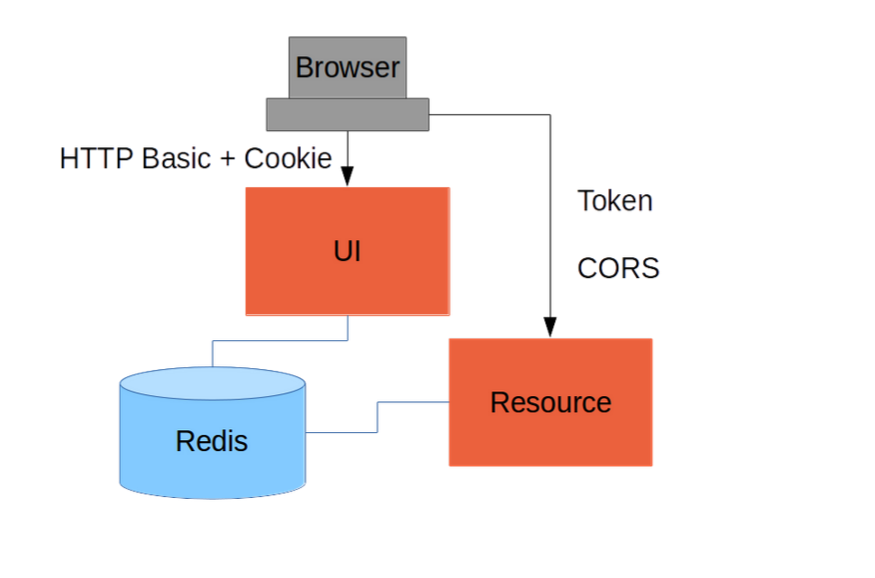 Browser
HTTP Basic + Cookie
Token
UI
CORS
Resource
Redis